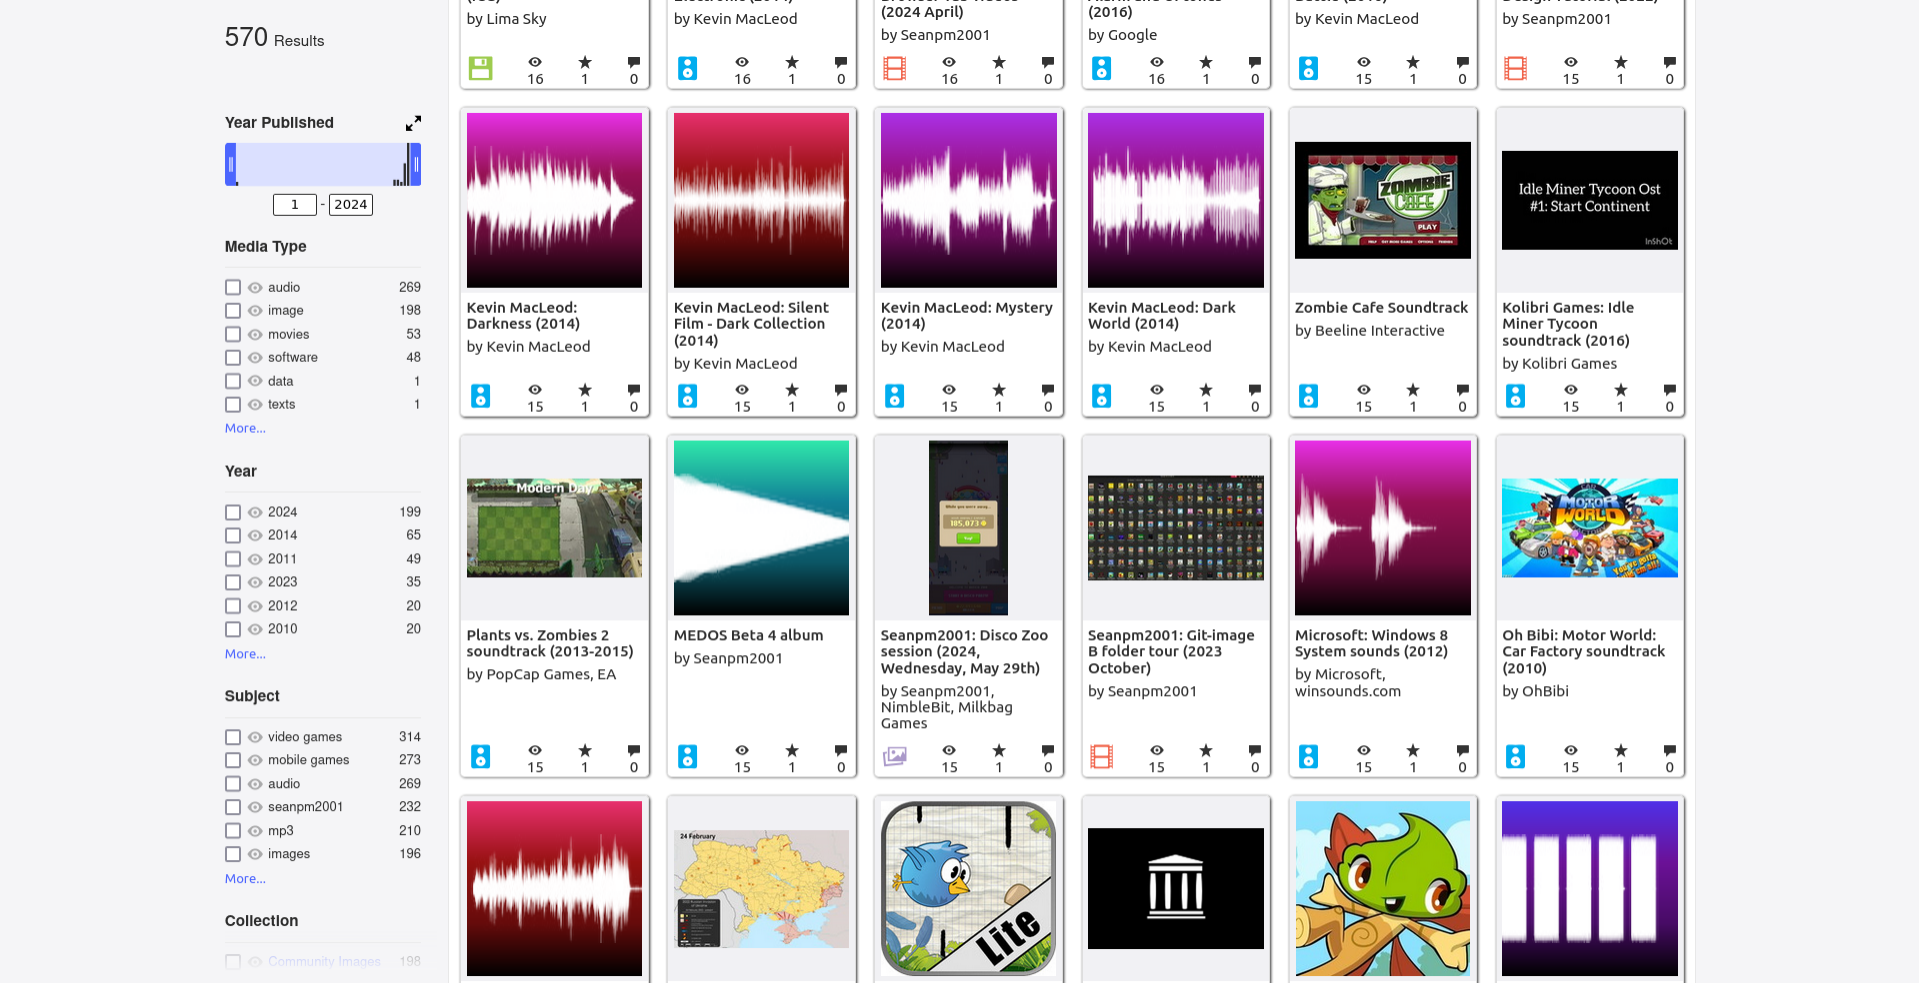 570 Results
Year Published
1 - 2024
Media Type
audio 269
image 198
movies 53
software 48
data 1
texts 1
More...
Year
2024 199
2014 65
2011 49
2023 35
2012 20
2010 20
More...
Subject
video games 314
mobile games 273
audio 269
seanpm2001 232
mp3 210
images 196
More...
Collection
Community Images 198
by Lima Sky
16 1 0
by Kevin MacLeod
16 1 0
(2024 April)
by Seanpm2001
16 1 0
(2016)
by Google
16 1 0
by Kevin MacLeod
15 1 0
by Seanpm2001
15 1 0
Kevin MacLeod:
Darkness (2014)
by Kevin MacLeod
15 1 0
Kevin MacLeod: Silent
Film - Dark Collection
(2014)
by Kevin MacLeod
15 1 0
Kevin MacLeod: Mystery
(2014)
by Kevin MacLeod
15 1 0
Kevin MacLeod: Dark
World (2014)
by Kevin MacLeod
15 1 0
ZOMBIE
CAFE
PLAY
Zombie Cafe Soundtrack
by Beeline Interactive
15 1 0
Idle Miner Tycoon Ost
#1: Start Continent
InShOt
Kolibri Games: Idle
Miner Tycoon
soundtrack (2016)
by Kolibri Games
15 1 0
Modern Day
Plants vs. Zombies 2
soundtrack (2013-2015)
by PopCap Games, EA
15 1 0
MEDOS Beta 4 album
by Seanpm2001
15 1 0
While you were away...
185,073
Seanpm2001: Disco Zoo
session (2024,
Wednesday, May 29th)
by Seanpm2001,
NimbleBit, Milkbag
Games
15 1 0
Seanpm2001: Git-image
B folder tour (2023
October)
by Seanpm2001
15 1 0
Microsoft: Windows 8
System sounds (2012)
by Microsoft,
winsounds.com
15 1 0
CAR
MOTOR
WORLD
You've gotta
Oh Bibi: Motor World:
Car Factory soundtrack
(2010)
by OhBibi
15 1 0
24 February
Lite